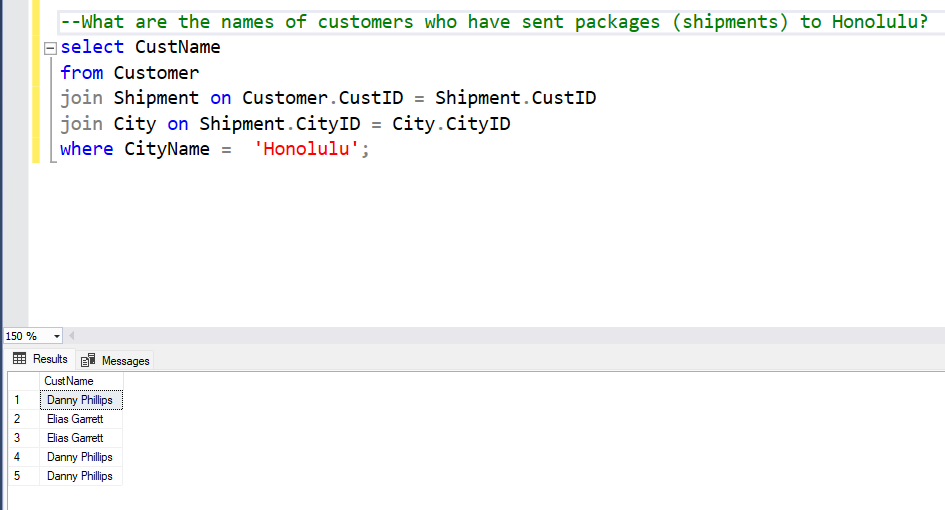 --What are the names of customers who have sent packages (shipments) to Honolulu?
select CustName
from Customer
join Shipment on Customer.CustID = Shipment.CustID
join City on Shipment.CityID = City.CityID
where CityName =  'Honolulu';
150 %
Results Messages
CustName
1 Danny Phillips
2 Elias Garrett
3 Elias Garrett
4 Danny Phillips
5 Danny Phillips